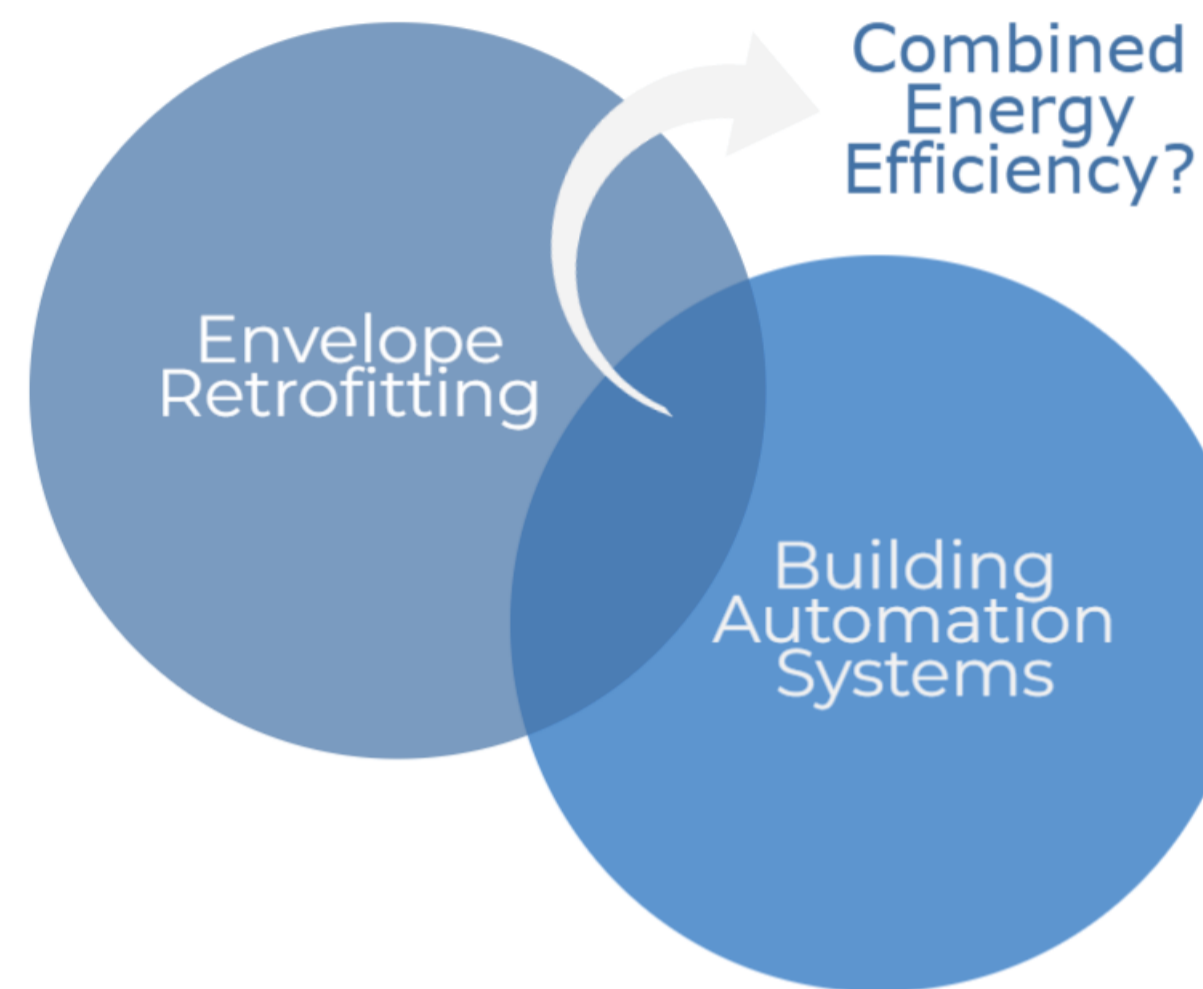 Combined
Energy
Efficiency?
Envelope
Retrofitting
Building
Automation
Systems